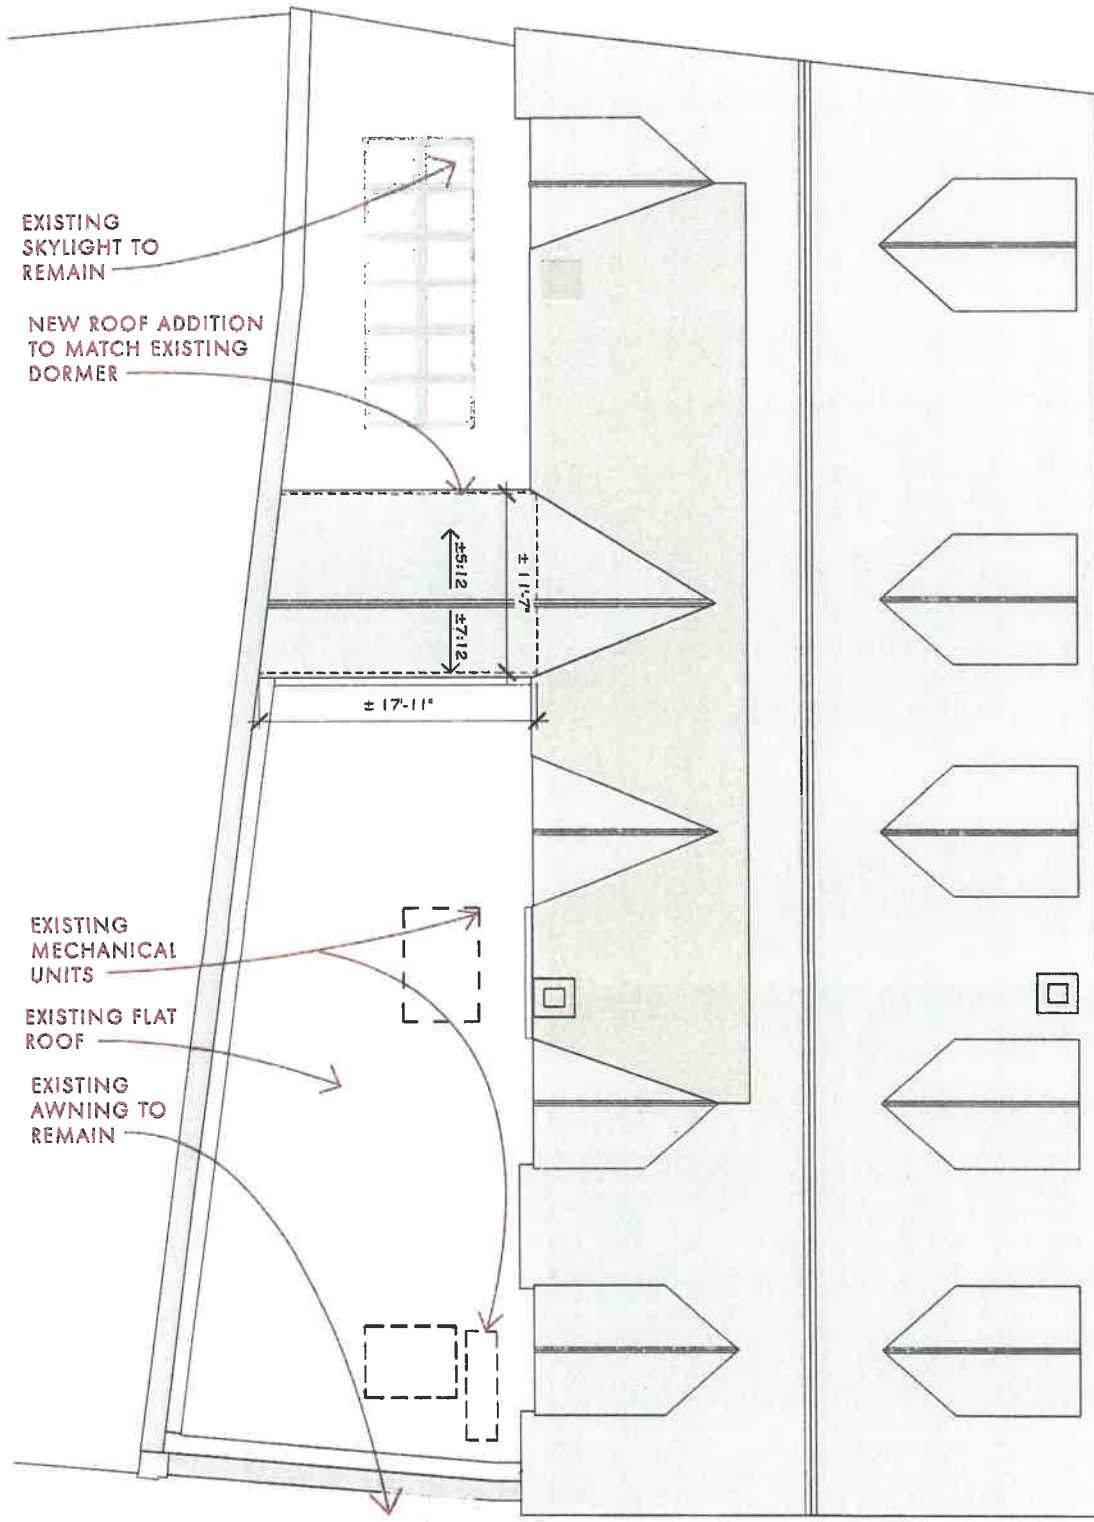 EXISTING
SKYLIGHT TO
REMAIN
NEW ROOF ADDITION
TO MATCH EXISTING
DORMER
±5:12
±7:12
± 11'-7"
± 17'-11"
EXISTING
MECHANICAL
UNITS
EXISTING FLAT
ROOF
EXISTING
AWNING TO
REMAIN